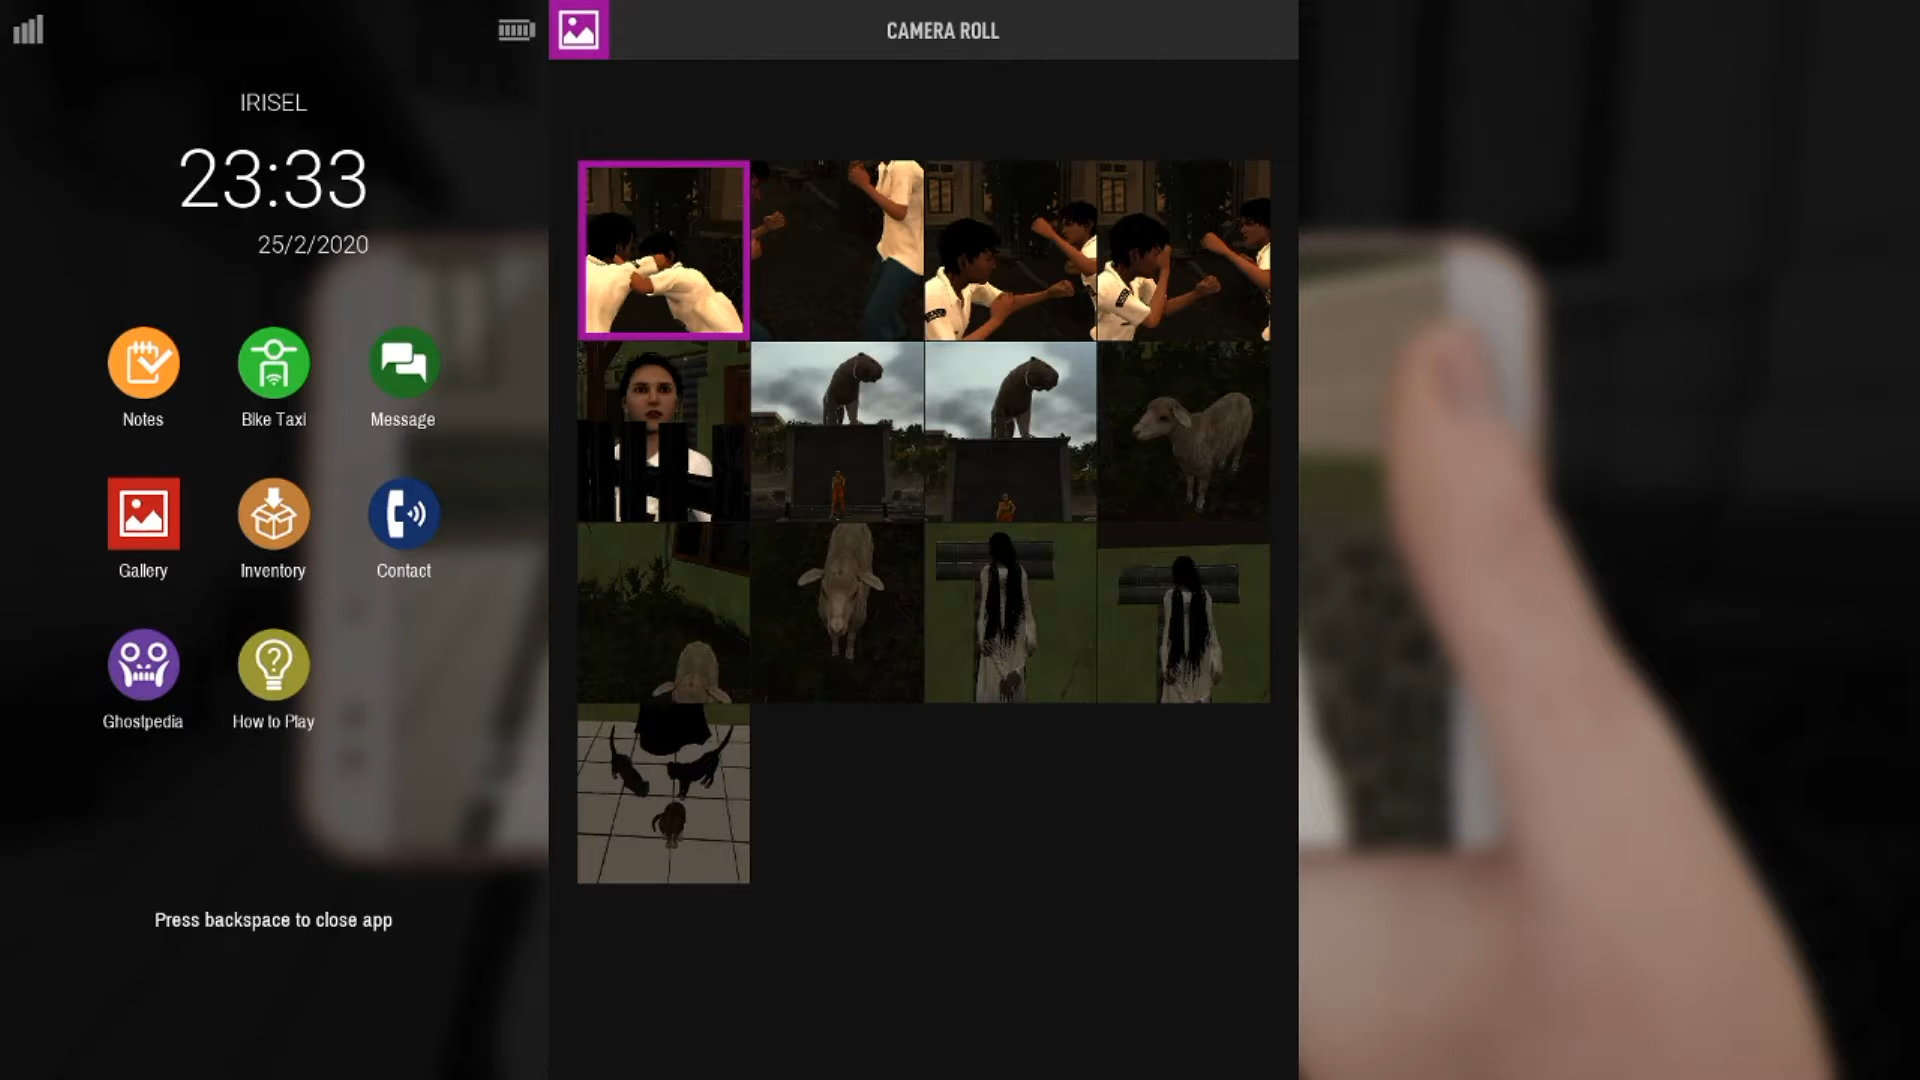 CAMERA ROLL
IRISEL
23:33
25/2/2020
Notes
Bike Taxi
Message
Gallery
Inventory
Contact
Ghostpedia
How to Play
Press backspace to close app